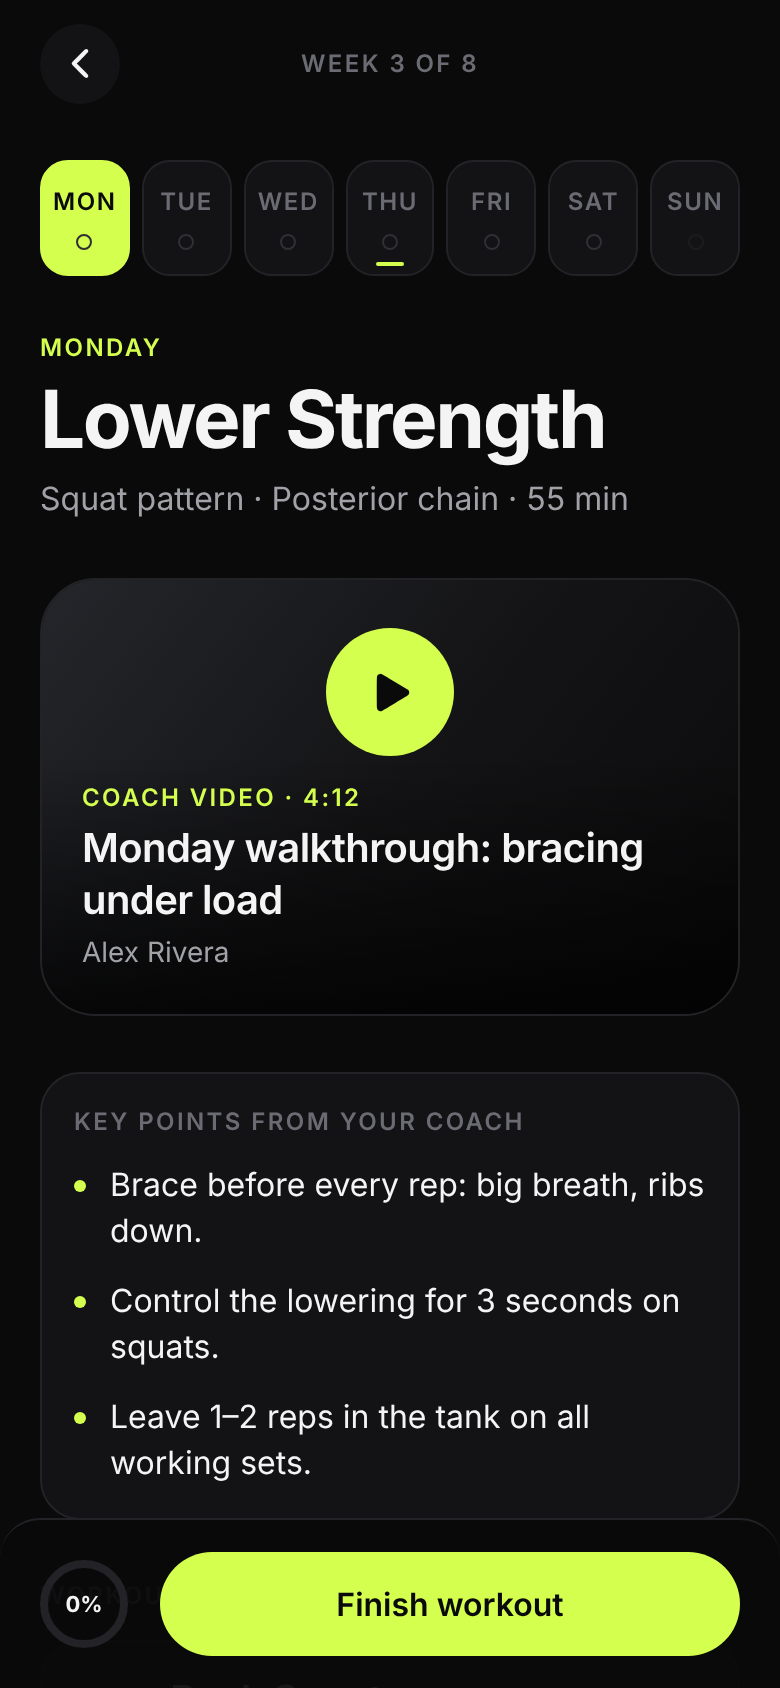 WEEK 3 OF 8
MON TUE WED THU FRI SAT SUN
MONDAY
Lower Strength
Squat pattern · Posterior chain · 55 min
COACH VIDEO · 4:12
Monday walkthrough: bracing
under load
Alex Rivera
KEY POINTS FROM YOUR COACH
Brace before every rep: big breath, ribs
down.
Control the lowering for 3 seconds on
squats.
Leave 1–2 reps in the tank on all
working sets.
0%
Finish workout